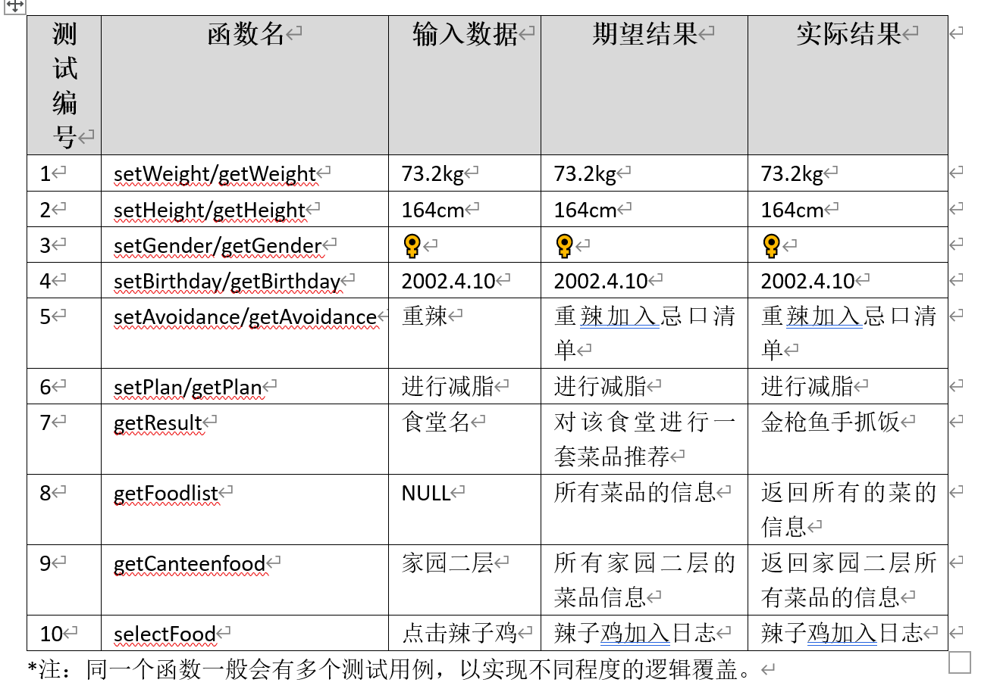 测试编号 函数名 输入数据 期望结果 实际结果
1 setWeight/getWeight 73.2kg 73.2kg 73.2kg
2 setHeight/getHeight 164cm 164cm 164cm
3 setGender/getGender ♀ ♀ ♀
4 setBirthday/getBirthday 2002.4.10 2002.4.10 2002.4.10
5 setAvoidance/getAvoidance 重辣 重辣加入忌口清单 重辣加入忌口清单
6 setPlan/getPlan 进行减脂 进行减脂 进行减脂
7 getResult 食堂名 对该食堂进行一套菜品推荐 金枪鱼手抓饭
8 getFoodlist NULL 所有菜品的信息 返回所有的菜的信息
9 getCanteenfood 家园二层 所有家园二层的菜品信息 返回家园二层所有菜品的信息
10 selectFood 点击辣子鸡 辣子鸡加入日志 辣子鸡加入日志
*注：同一个函数一般会有多个测试用例，以实现不同程度的逻辑覆盖。